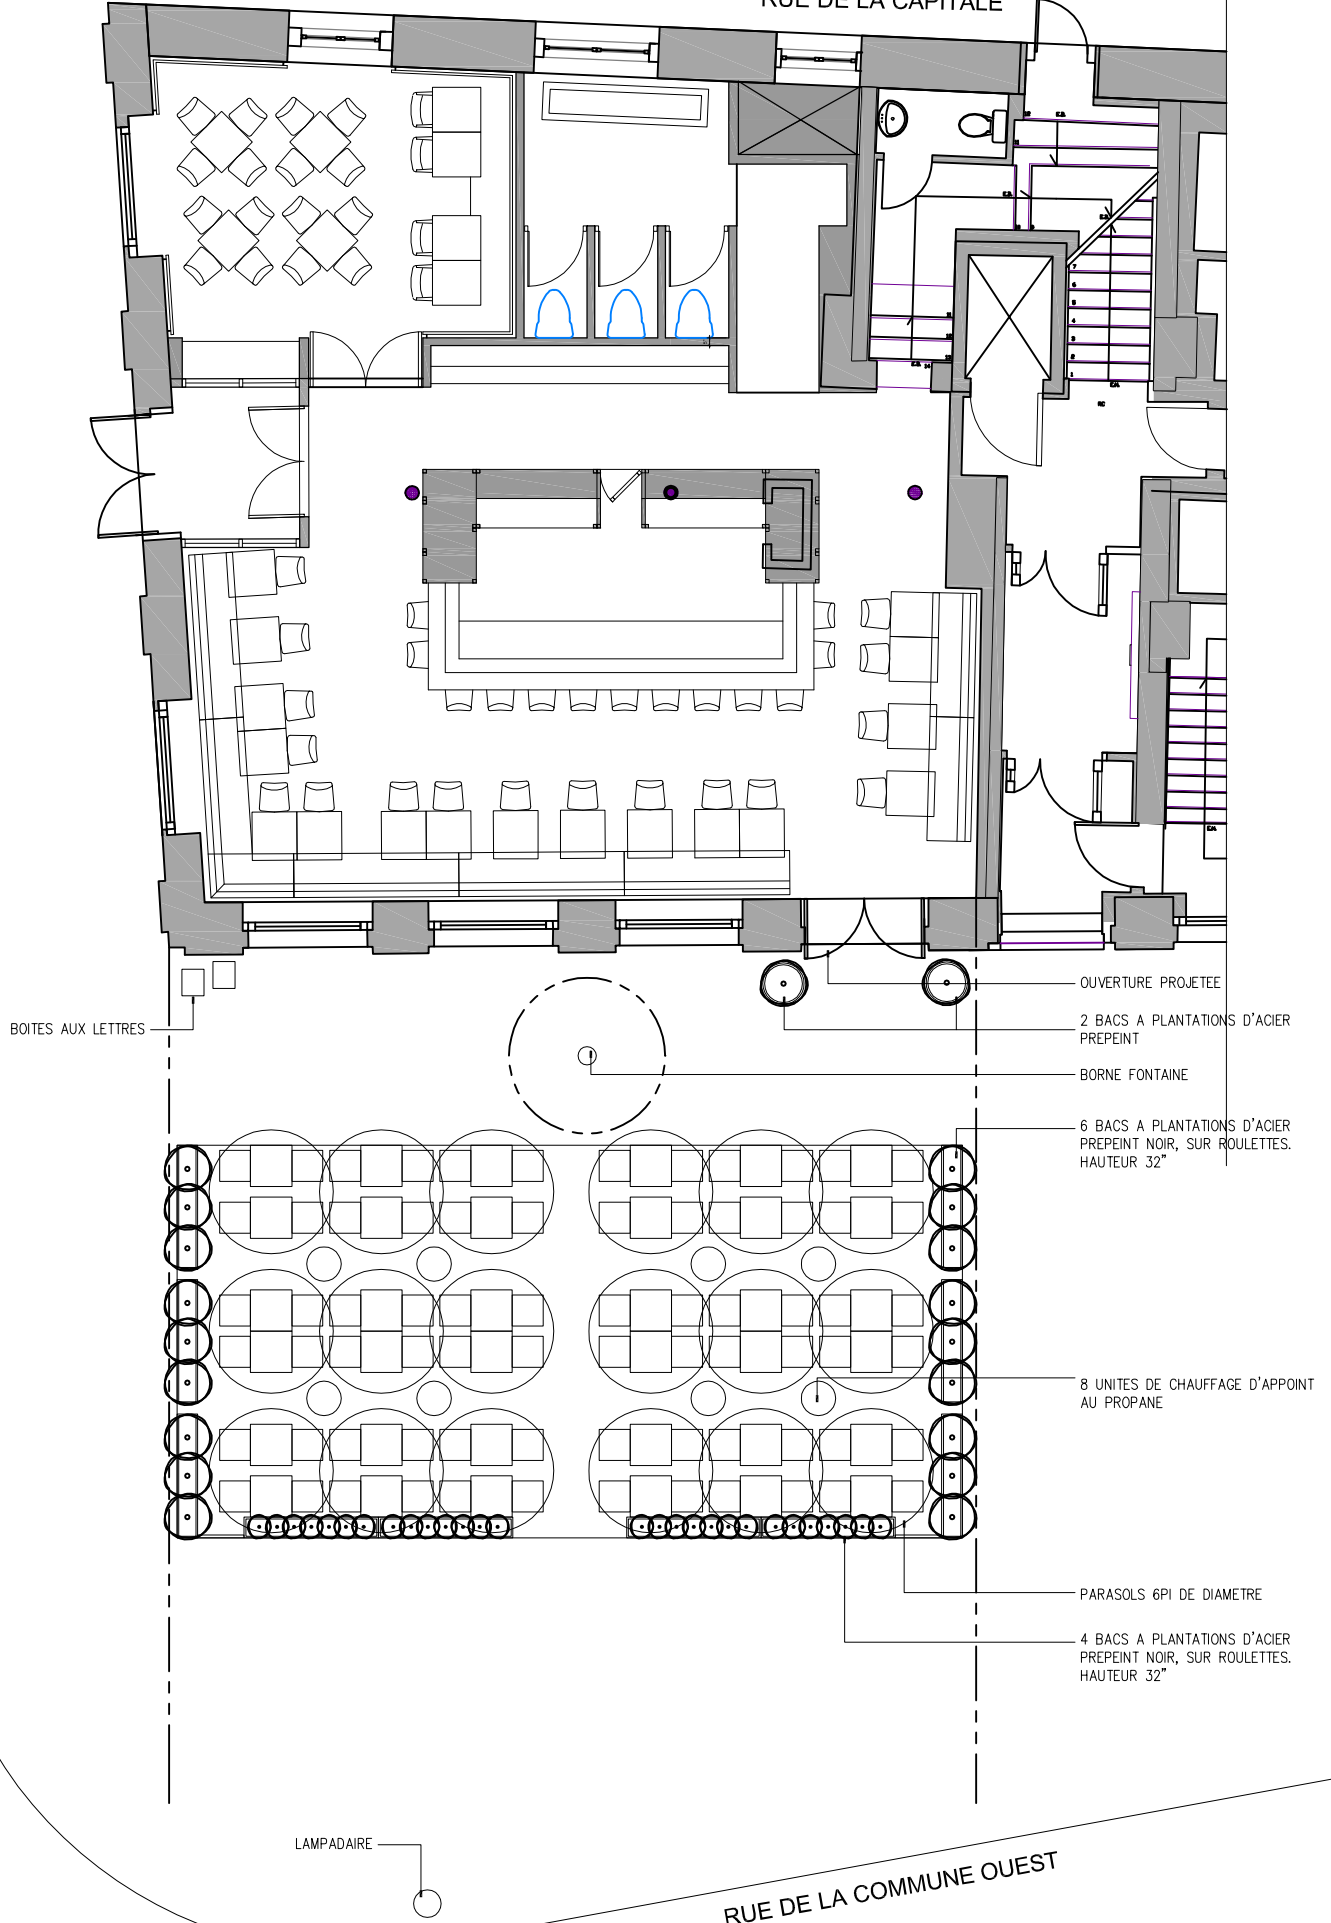 RUE DE LA CAPITALE
OUVERTURE PROJETEE
BOITES AUX LETTRES
2 BACS A PLANTATIONS D'ACIER
PREPEINT
BORNE FONTAINE
6 BACS A PLANTATIONS D'ACIER
PREPEINT NOIR, SUR ROULETTES.
HAUTEUR 32"
8 UNITES DE CHAUFFAGE D'APPOINT
AU PROPANE
PARASOLS 6PI DE DIAMETRE
4 BACS A PLANTATIONS D'ACIER
PREPEINT NOIR, SUR ROULETTES.
HAUTEUR 32"
LAMPADAIRE
RUE DE LA COMMUNE OUEST